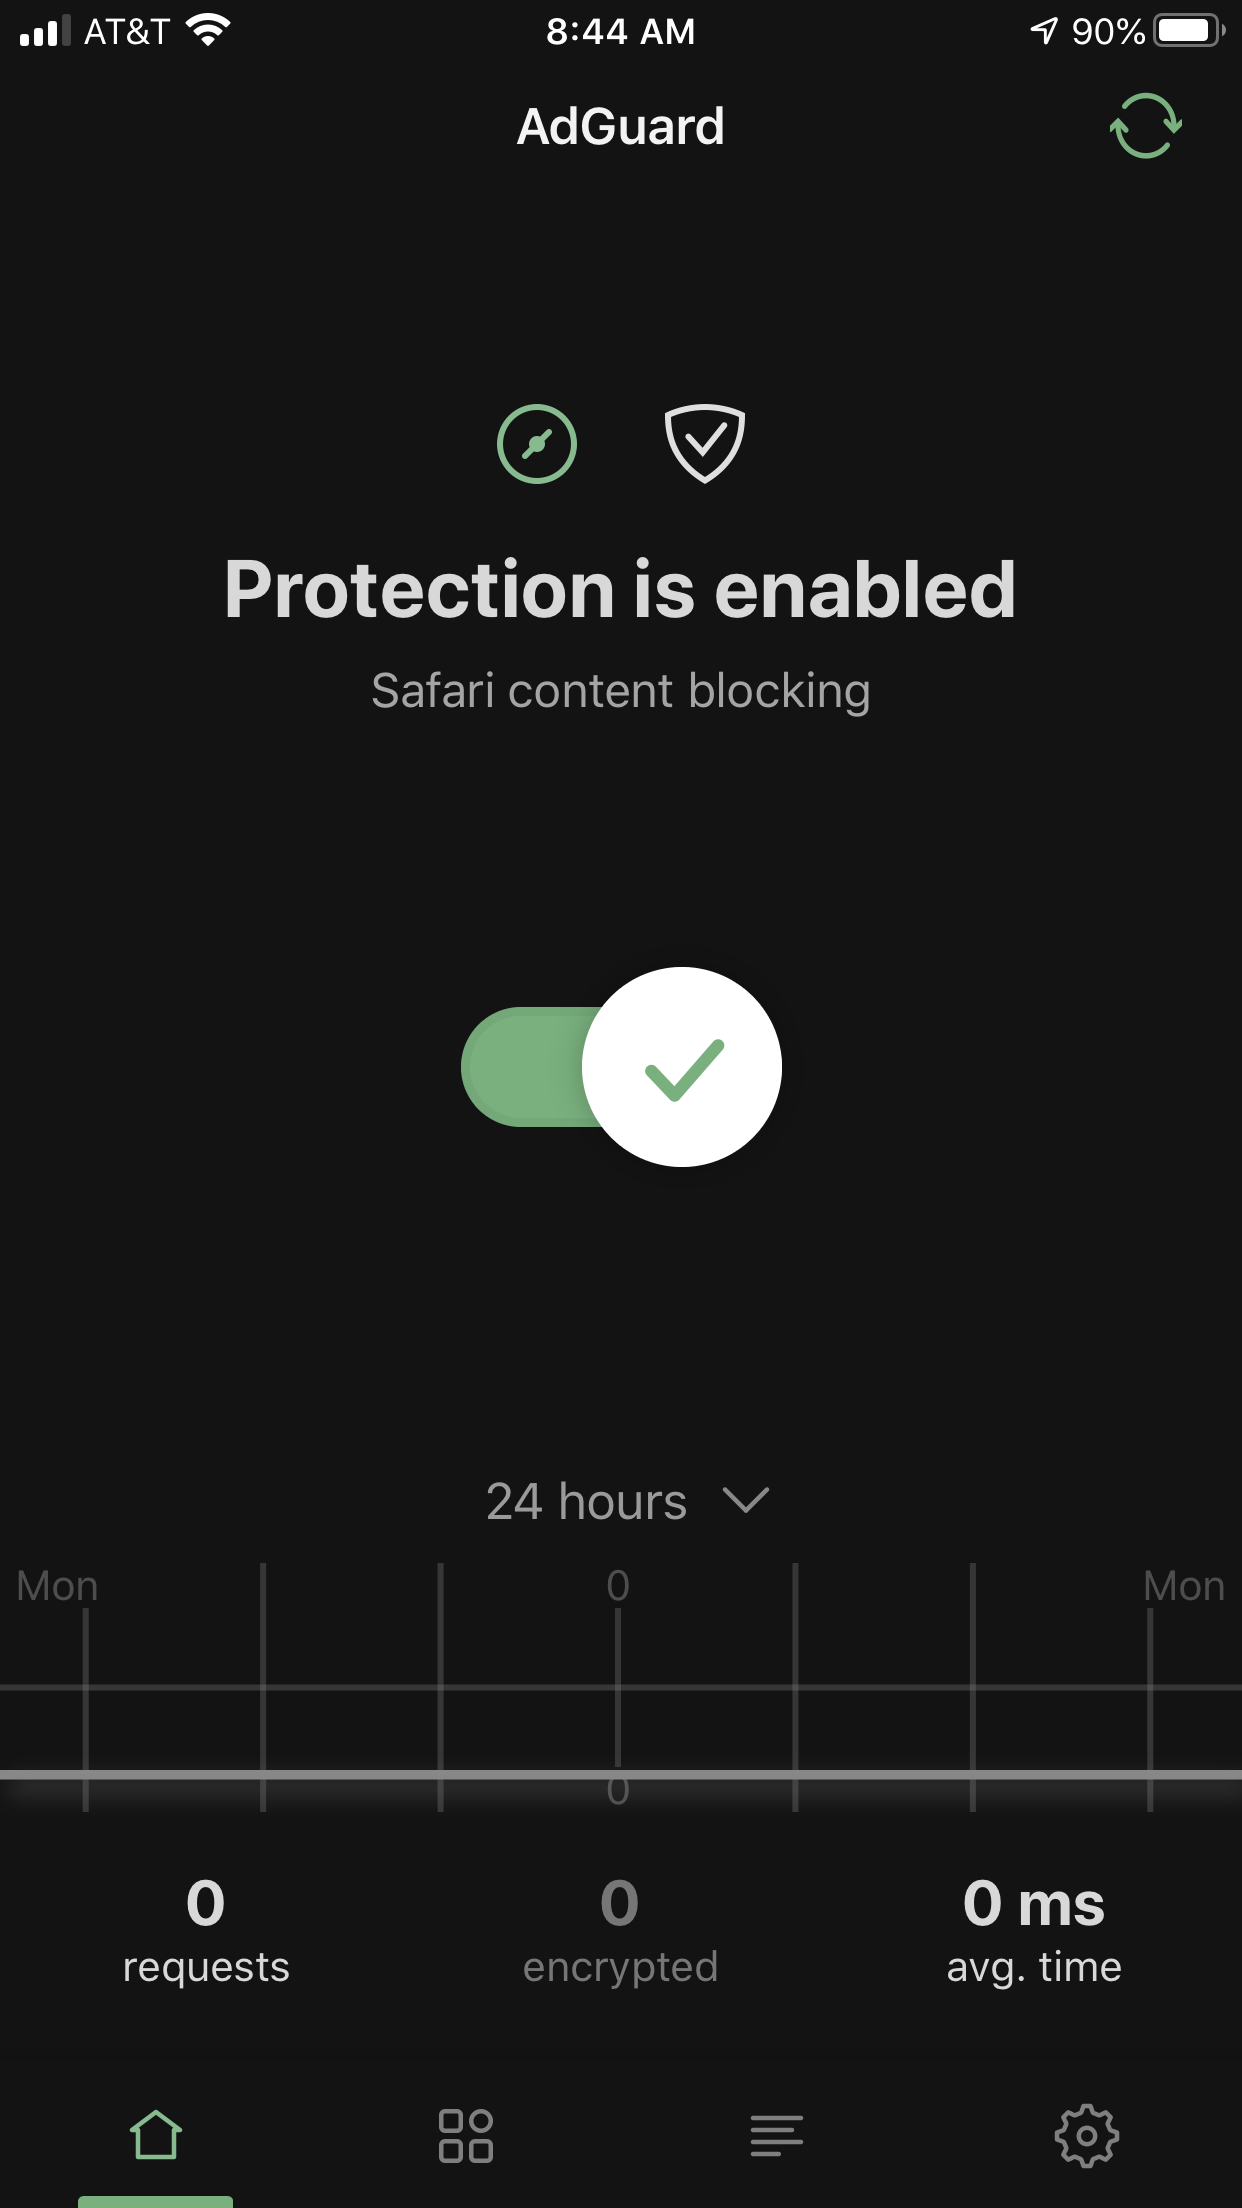 AT&T 8:44 AM 90%
AdGuard
Protection is enabled
Safari content blocking
24 hours
Mon 0 Mon
0
0 0 0 ms
requests encrypted avg. time